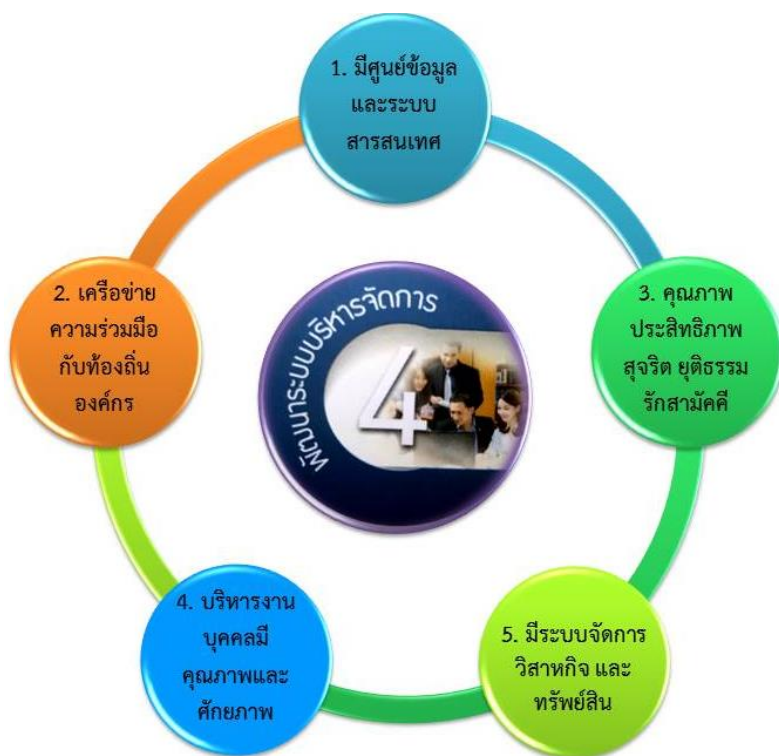 1. มีศูนย์ข้อมูล
และระบบ
สารสนเทศ
2. เครือข่าย
ความร่วมมือ
กับท้องถิ่น
องค์กร
3. คุณภาพ
ประสิทธิภาพ
สุจริต ยุติธรรม
รักสามัคคี
พัฒนาระบบบริหารจัดการ
4
4. บริหารงาน
บุคคลมี
คุณภาพและ
ศักยภาพ
5. มีระบบจัดการ
วิสาหกิจ และ
ทรัพย์สิน